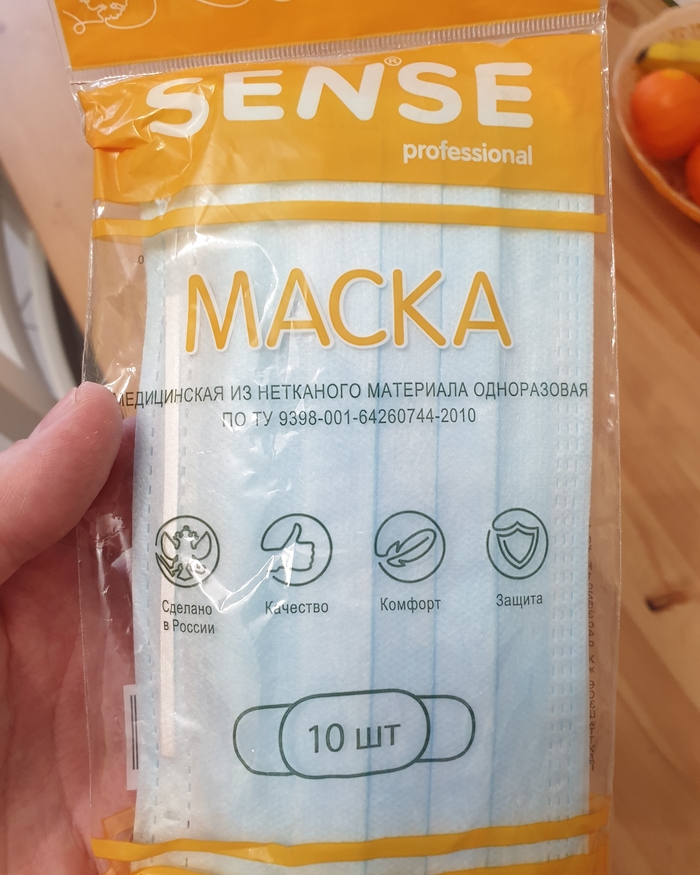 SENSE®
professional
МАСКА
МЕДИЦИНСКАЯ ИЗ НЕТКАНОГО МАТЕРИАЛА ОДНОРАЗОВАЯ
ПО ТУ 9398-001-64260744-2010
Сделано
в России
Качество
Комфорт
Защита
10 шт